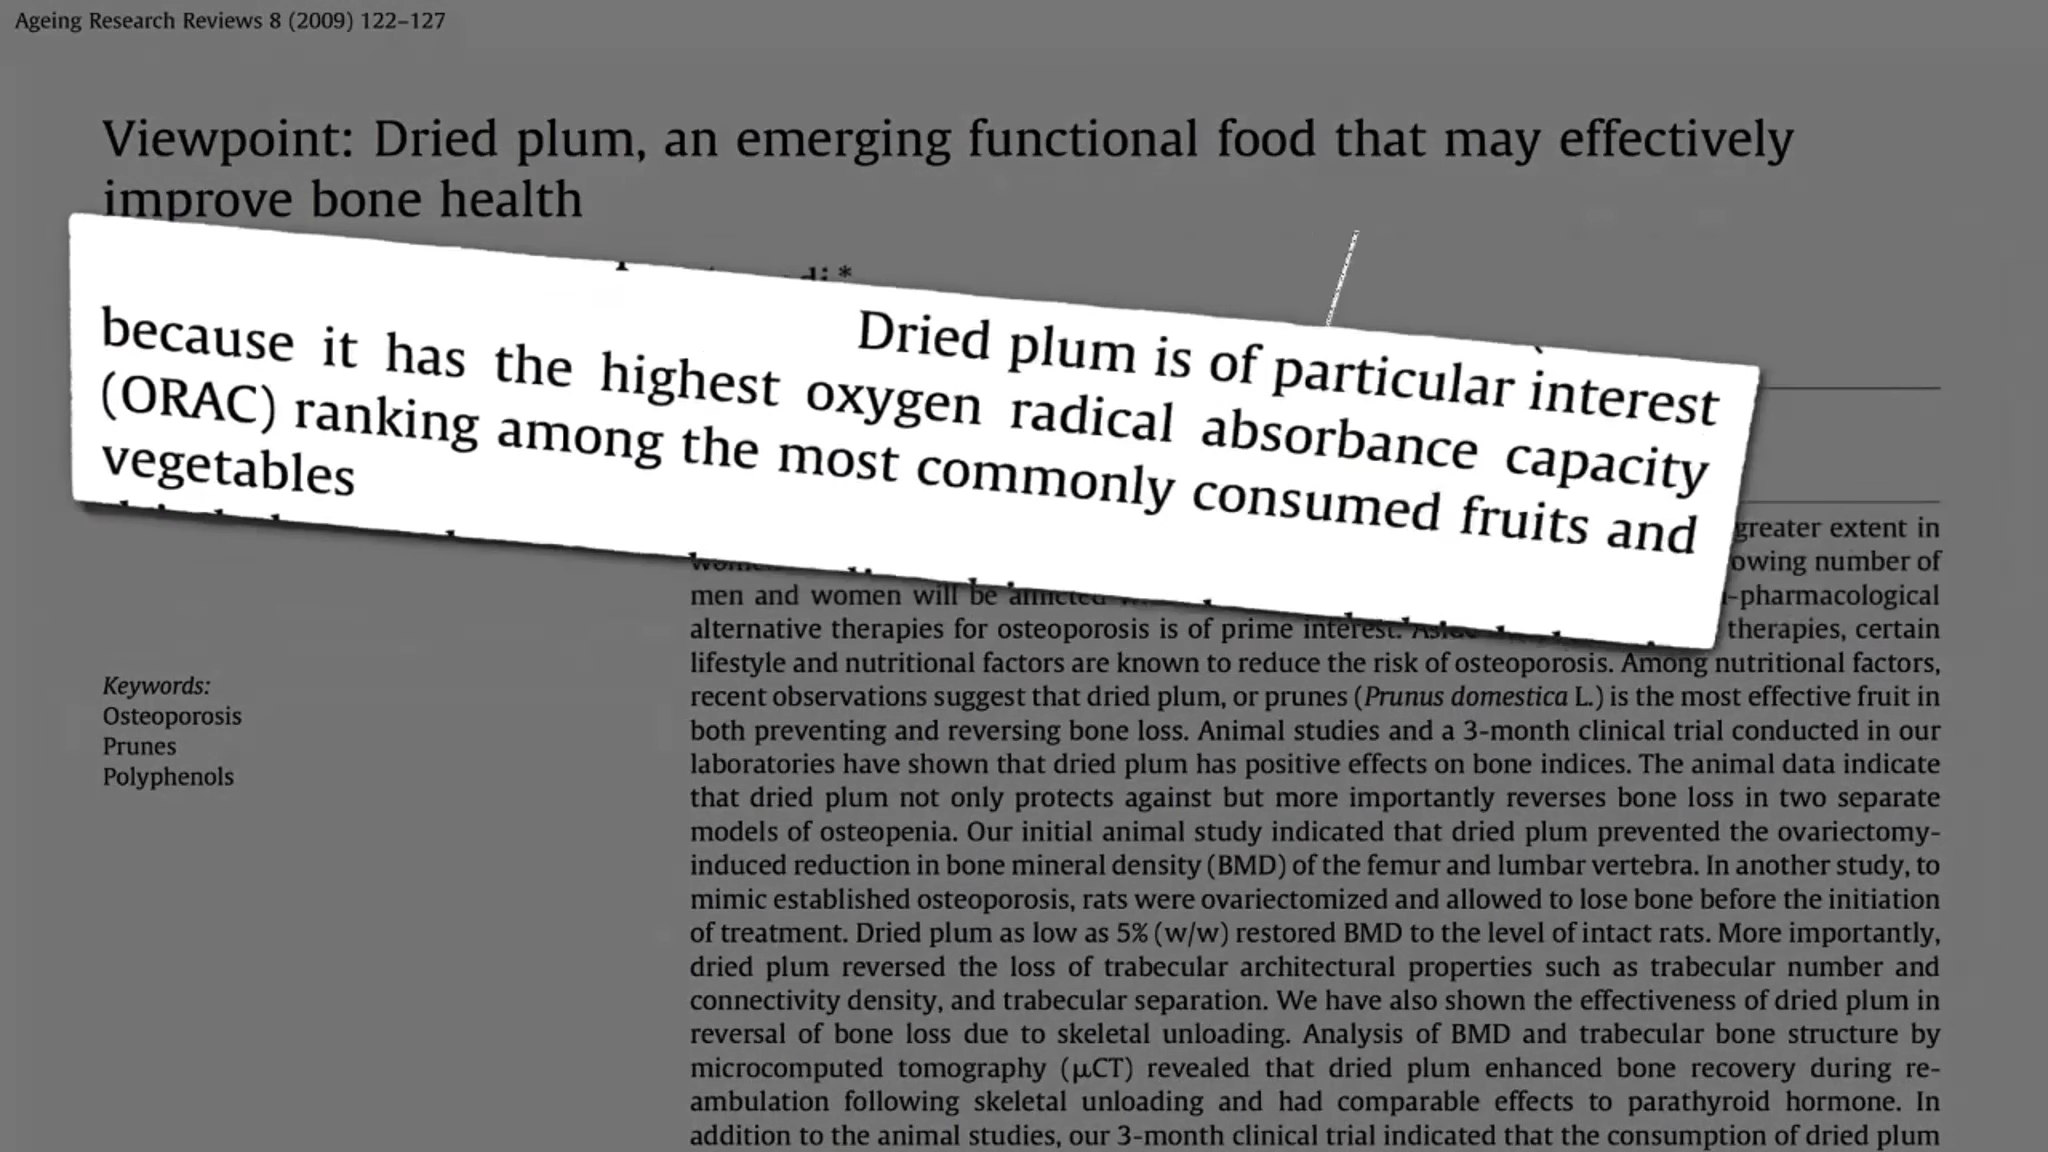 Ageing Research Reviews 8 (2009) 122–127
Viewpoint: Dried plum, an emerging functional food that may effectively
improve bone health
Dried plum is of particular interest
because it has the highest oxygen radical absorbance capacity
(ORAC) ranking among the most commonly consumed fruits and
vegetables
greater extent in
number of
men and women will be
-pharmacological
alternative therapies for osteoporosis is of prime interest. therapies, certain
lifestyle and nutritional factors are known to reduce the risk of osteoporosis. Among nutritional factors,
recent observations suggest that dried plum, or prunes (Prunus domestica L.) is the most effective fruit in
both preventing and reversing bone loss. Animal studies and a 3-month clinical trial conducted in our
laboratories have shown that dried plum has positive effects on bone indices. The animal data indicate
that dried plum not only protects against but more importantly reverses bone loss in two separate
models of osteopenia. Our initial animal study indicated that dried plum prevented the ovariectomy-
induced reduction in bone mineral density (BMD) of the femur and lumbar vertebra. In another study, to
mimic established osteoporosis, rats were ovariectomized and allowed to lose bone before the initiation
of treatment. Dried plum as low as 5% (w/w) restored BMD to the level of intact rats. More importantly,
dried plum reversed the loss of trabecular architectural properties such as trabecular number and
connectivity density, and trabecular separation. We have also shown the effectiveness of dried plum in
reversal of bone loss due to skeletal unloading. Analysis of BMD and trabecular bone structure by
microcomputed tomography (μCT) revealed that dried plum enhanced bone recovery during re-
ambulation following skeletal unloading and had comparable effects to parathyroid hormone. In
addition to the animal studies, our 3-month clinical trial indicated that the consumption of dried plum
Keywords:
Osteoporosis
Prunes
Polyphenols